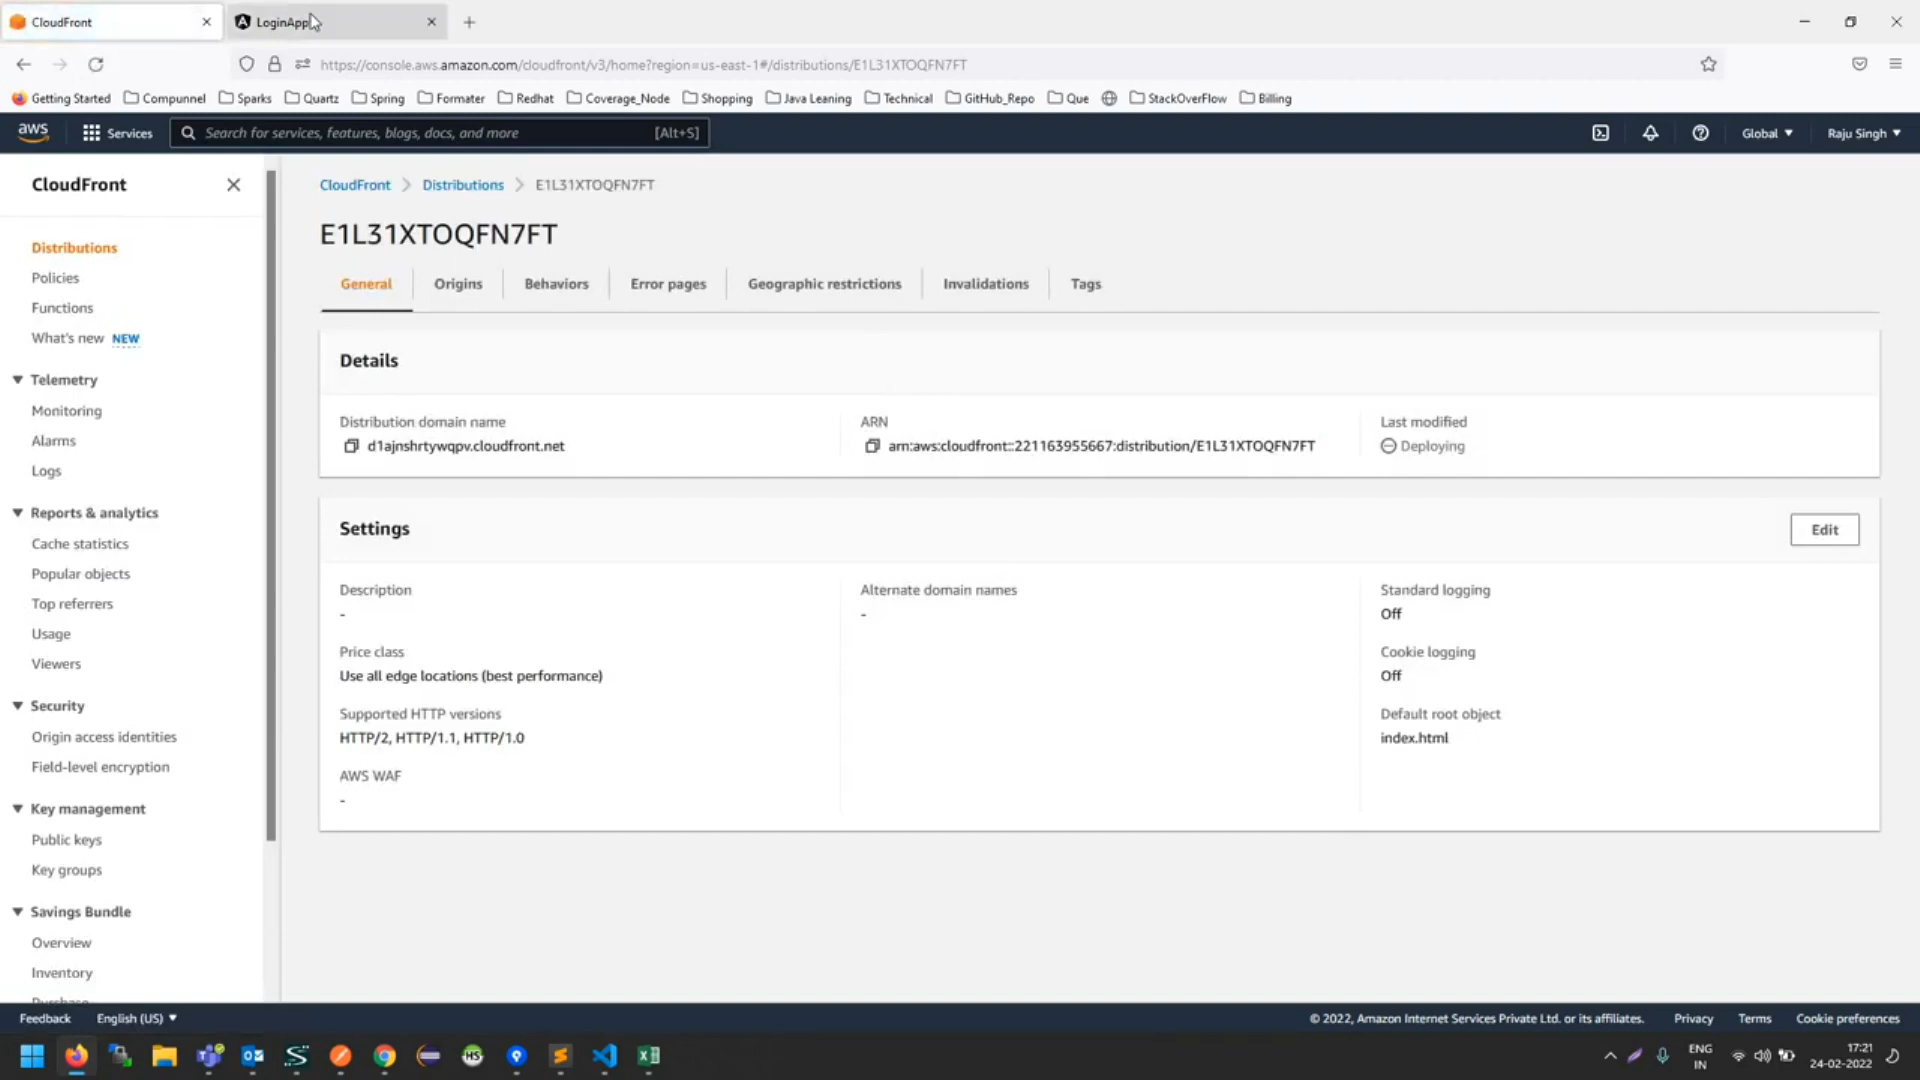 CloudFront
LoginApp
https://console.aws.amazon.com/cloudfront/v3/home?region=us-east-1#/distributions/E1L31XTOQFN7FT
Getting Started Compunnel Sparks Quartz Spring Formater Redhat Coverage_Node Shopping Java Leaning Technical GitHub_Repo Que StackOverFlow Billing
aws Services Search for services, features, blogs, docs, and more [Alt+S] Global Raju Singh
CloudFront
Distributions
Policies
Functions
What's new NEW
Telemetry
Monitoring
Alarms
Logs
Reports & analytics
Cache statistics
Popular objects
Top referrers
Usage
Viewers
Security
Origin access identities
Field-level encryption
Key management
Public keys
Key groups
Savings Bundle
Overview
Inventory
Purchase
CloudFront > Distributions > E1L31XTOQFN7FT
E1L31XTOQFN7FT
General Origins Behaviors Error pages Geographic restrictions Invalidations Tags
Details
Distribution domain name
d1ajnshrtywqpv.cloudfront.net
ARN
arn:aws:cloudfront::221163955667:distribution/E1L31XTOQFN7FT
Last modified
Deploying
Settings
Edit
Description
-
Price class
Use all edge locations (best performance)
Supported HTTP versions
HTTP/2, HTTP/1.1, HTTP/1.0
AWS WAF
-
Alternate domain names
-
Standard logging
Off
Cookie logging
Off
Default root object
index.html
Feedback English (US) © 2022, Amazon Internet Services Private Ltd. or its affiliates. Privacy Terms Cookie preferences
HS
ENG
IN
17:21
24-02-2022